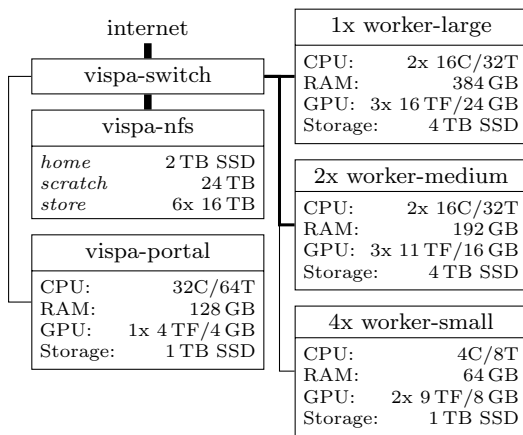 internet
vispa-switch
vispa-nfs
home 2 TB SSD
scratch 24 TB
store 6x 16 TB
vispa-portal
CPU: 32C/64T
RAM: 128 GB
GPU: 1x 4 TF/4 GB
Storage: 1 TB SSD
1x worker-large
CPU: 2x 16C/32T
RAM: 384 GB
GPU: 3x 16 TF/24 GB
Storage: 4 TB SSD
2x worker-medium
CPU: 2x 16C/32T
RAM: 192 GB
GPU: 3x 11 TF/16 GB
Storage: 4 TB SSD
4x worker-small
CPU: 4C/8T
RAM: 64 GB
GPU: 2x 9 TF/8 GB
Storage: 1 TB SSD